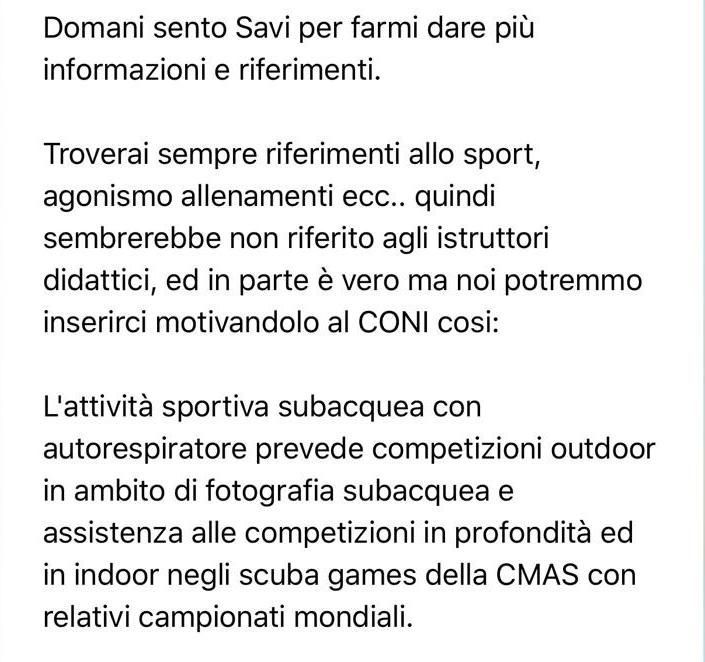 Domani sento Savi per farmi dare più
informazioni e riferimenti.
Troverai sempre riferimenti allo sport,
agonismo allenamenti ecc.. quindi
sembrerebbe non riferito agli istruttori
didattici, ed in parte è vero ma noi potremmo
inserirci motivandolo al CONI cosi:
L'attività sportiva subacquea con
autorespiratore prevede competizioni outdoor
in ambito di fotografia subacquea e
assistenza alle competizioni in profondità ed
in indoor negli scuba games della CMAS con
relativi campionati mondiali.